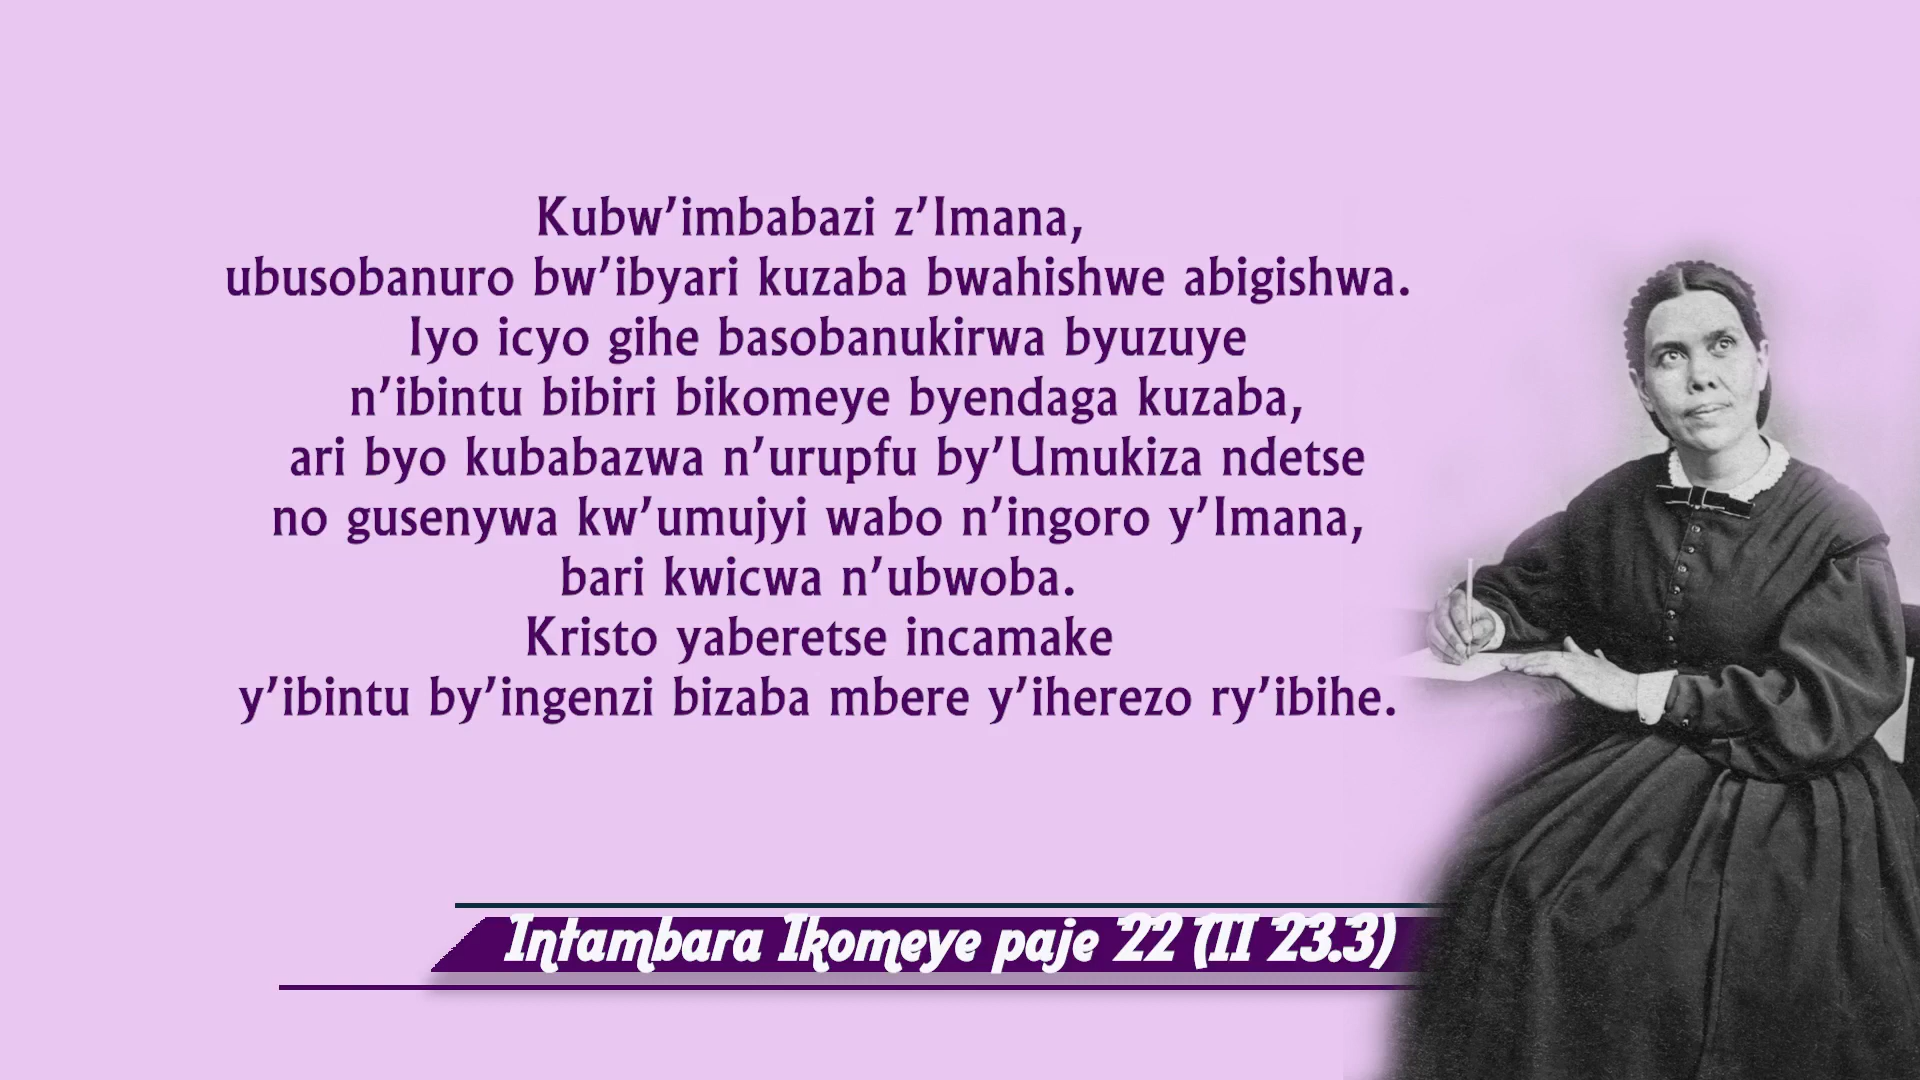 Kubw’imbabazi z’Imana,
ubusobanuro bw’ibyari kuzaba bwahishwe abigishwa.
Iyo icyo gihe basobanukirwa byuzuye
n’ibintu bibiri bikomeye byendaga kuzaba,
ari byo kubabazwa n’urupfu by’Umukiza ndetse
no gusenywa kw’umujyi wabo n’ingoro y’Imana,
bari kwicwa n’ubwoba.
Kristo yaberetse incamake
y’ibintu by’ingenzi bizaba mbere y’iherezo ry’ibihe.
Intambara Ikomeye paje 22 (II 23.3)